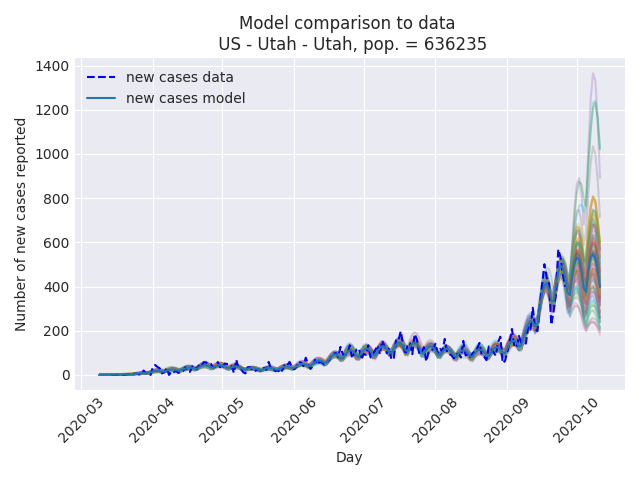 Model comparison to data
US - Utah - Utah, pop. = 636235
new cases data
new cases model
Number of new cases reported
1400
1200
1000
800
600
400
200
0
2020-03
2020-04
2020-05
2020-06
2020-07
2020-08
2020-09
2020-10
Day